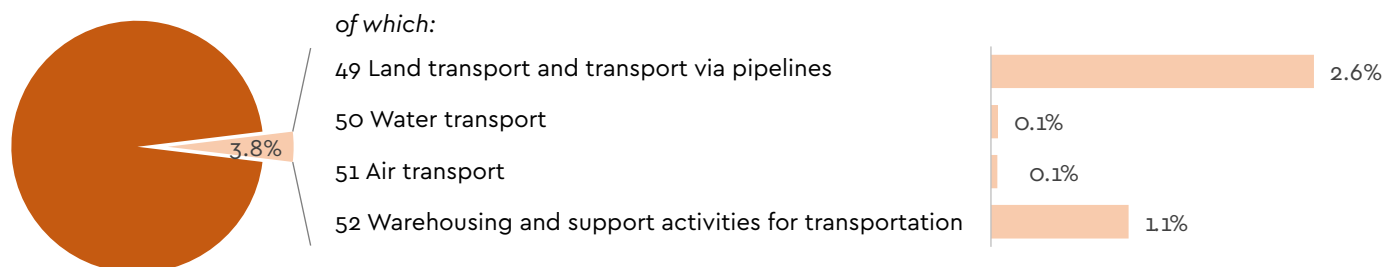 of which:
49 Land transport and transport via pipelines 2.6%
50 Water transport 0.1%
3.8%
51 Air transport 0.1%
52 Warehousing and support activities for transportation 1.1%